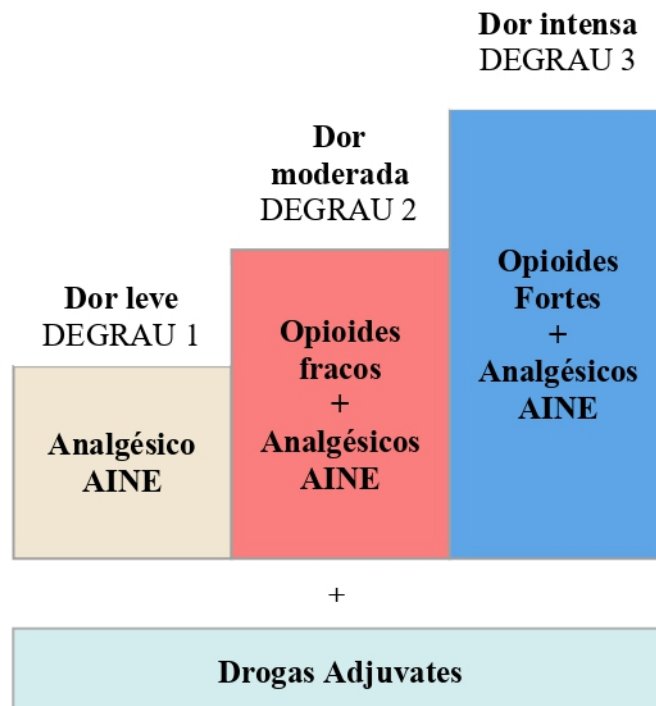 Dor intensa
DEGRAU 3
Dor
moderada
DEGRAU 2
Dor leve
DEGRAU 1
Opioides
Fortes
+
Analgésicos
AINE
Opioides
fracos
+
Analgésicos
AINE
Analgésico
AINE
+
Drogas Adjuvates